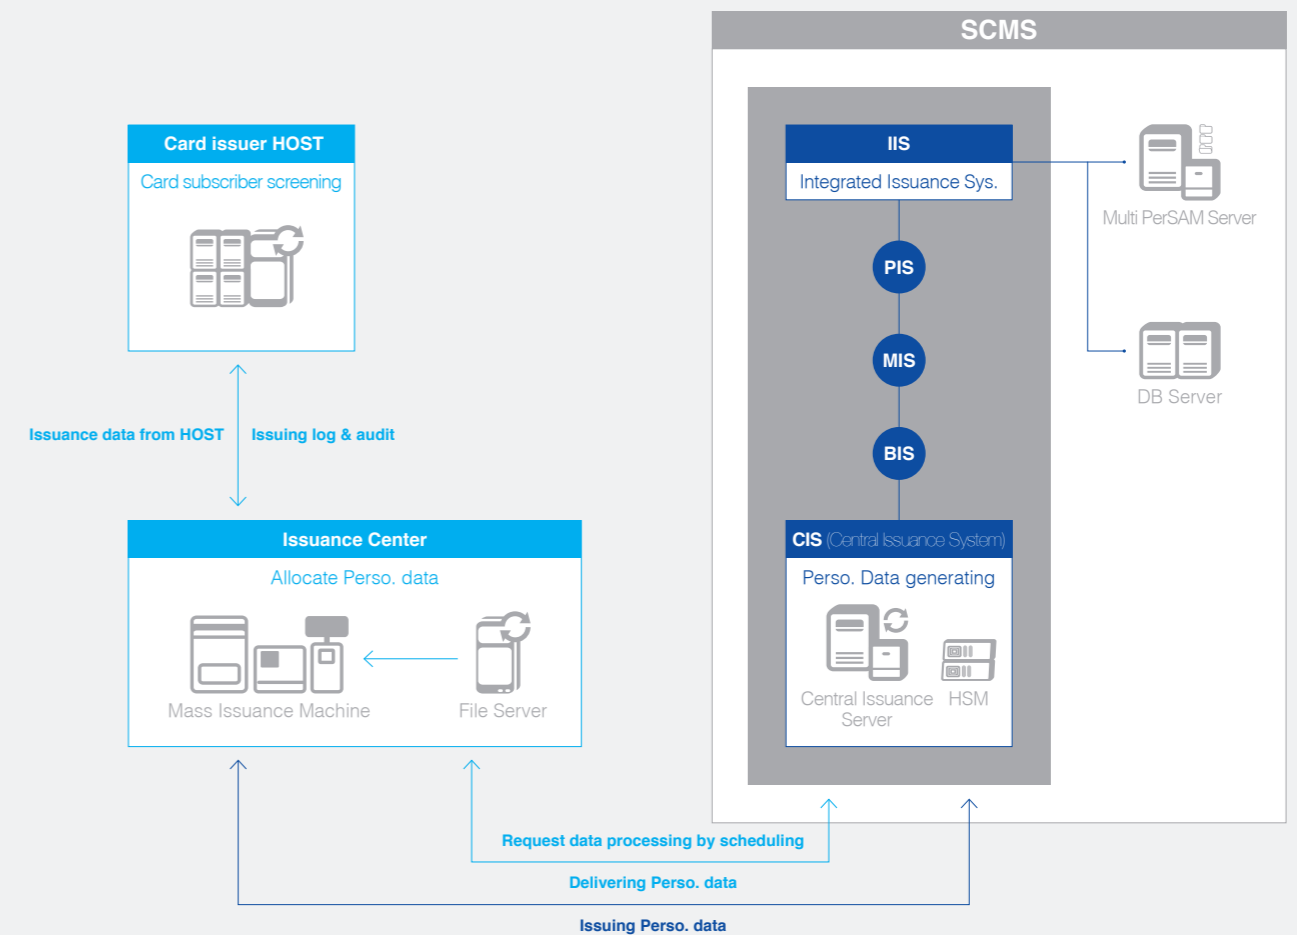 SCMS
Card issuer HOST
Card subscriber screening
Issuance data from HOST
Issuing log & audit
Issuance Center
Allocate Perso. data
Mass Issuance Machine
File Server
IIS
Integrated Issuance Sys.
PIS
MIS
BIS
CIS (Central Issuance System)
Perso. Data generating
Central Issuance
Server
HSM
Multi PerSAM Server
DB Server
Request data processing by scheduling
Delivering Perso. data
Issuing Perso. data